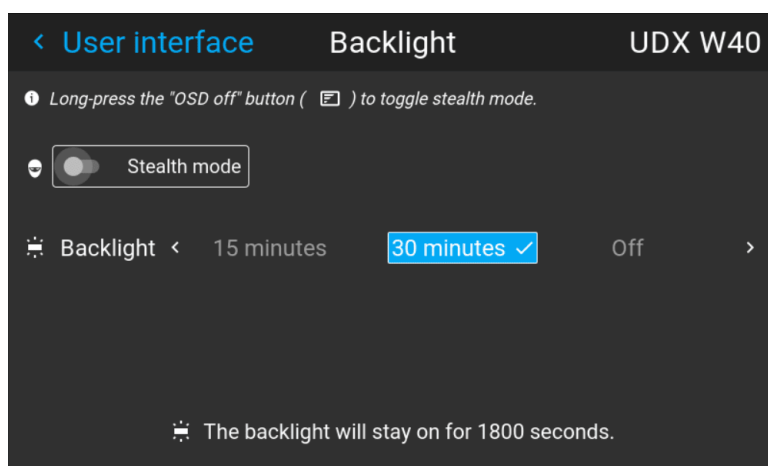 User interface Backlight UDX W40
Long-press the "OSD off" button ( ) to toggle stealth mode.
Stealth mode
Backlight 15 minutes 30 minutes Off
The backlight will stay on for 1800 seconds.